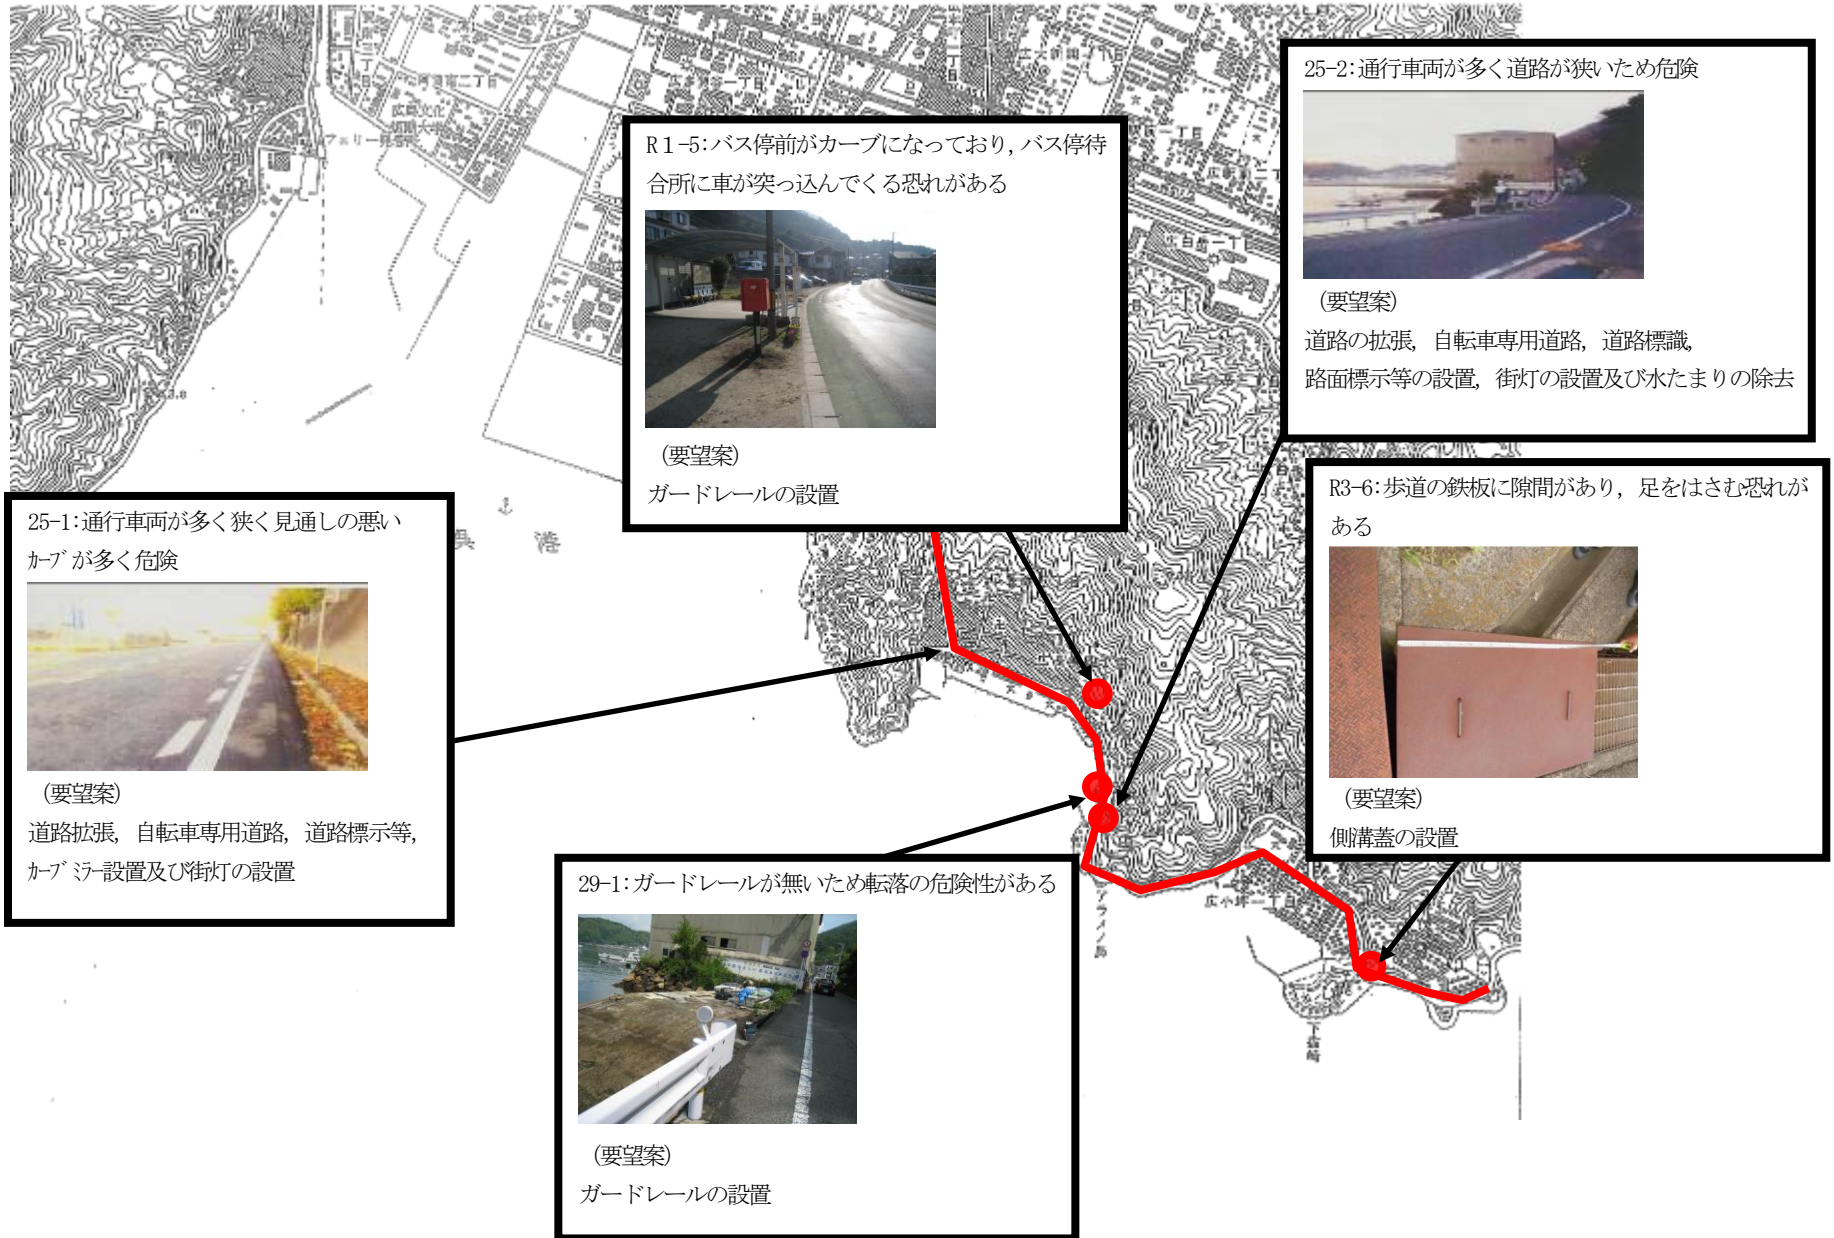 R１-5:バス停前がカーブになっており，バス停待
合所に車が突っ込んでくる恐れがある
（要望案）
ガードレールの設置
25-2:通行車両が多く道路が狭いため危険
（要望案）
道路の拡張，自転車専用道路，道路標識，
路面標示等の設置，街灯の設置及び水たまりの除去
25-1:通行車両が多く狭く見通しの悪い
ｶｰﾌﾞが多く危険
（要望案）
道路拡張，自転車専用道路，道路標示等，
ｶｰﾌﾞﾐﾗｰ設置及び街灯の設置
R3-6:歩道の鉄板に隙間があり，足をはさむ恐れが
ある
（要望案）
側溝蓋の設置
29-1:ガードレールが無いため転落の危険性がある
（要望案）
ガードレールの設置
呉港
広白岳一丁目
広小坪一丁目